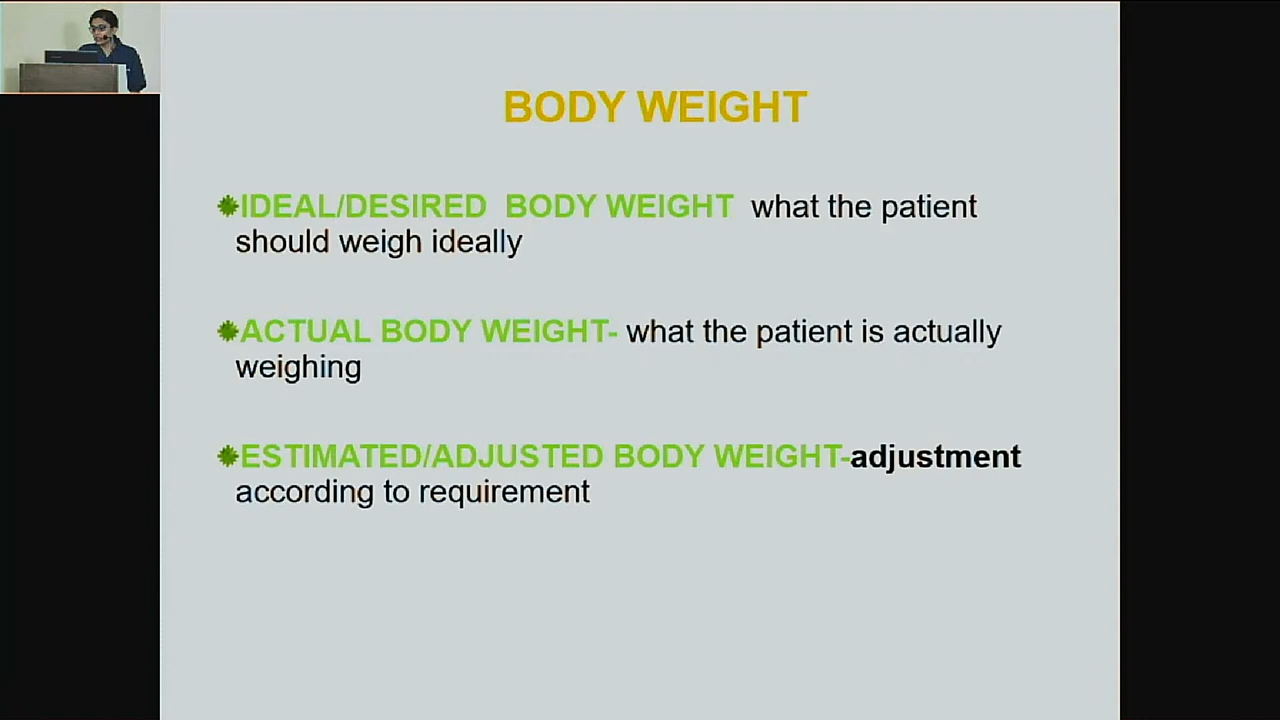 BODY WEIGHT
IDEAL/DESIRED BODY WEIGHT what the patient
should weigh ideally
ACTUAL BODY WEIGHT- what the patient is actually
weighing
ESTIMATED/ADJUSTED BODY WEIGHT-adjustment
according to requirement